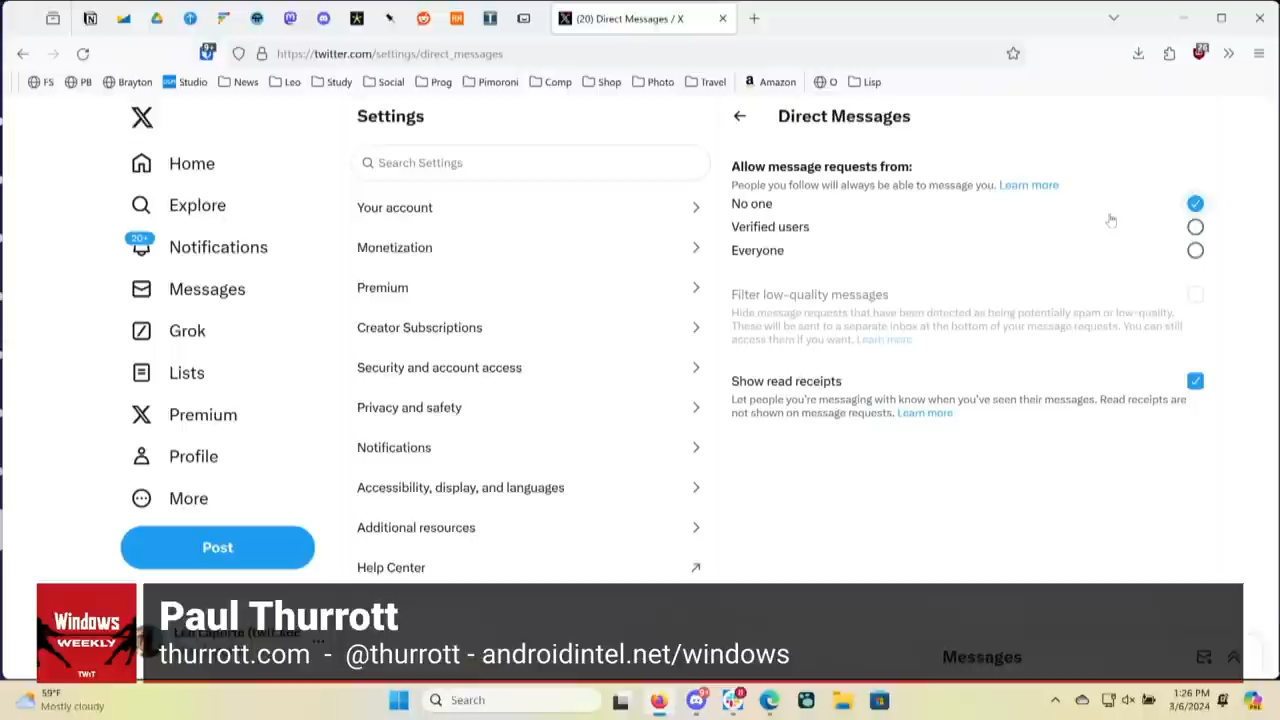 (20) Direct Messages / X
9+
https://twitter.com/settings/direct_messages
26
FS
PB
Brayton
Studio
News
Leo
Study
Social
Prog
Pimoroni
Comp
Shop
Photo
Travel
Amazon
O
Lisp
Home
Explore
20+
Notifications
Messages
Grok
Lists
Premium
Profile
More
Post
Settings
Search Settings
Your account
Monetization
Premium
Creator Subscriptions
Security and account access
Privacy and safety
Notifications
Accessibility, display, and languages
Additional resources
Help Center
Direct Messages
Allow message requests from:
People you follow will always be able to message you. Learn more
No one
Verified users
Everyone
Filter low-quality messages
Hide message requests that have been detected as being potentially spam or low-quality.
These will be sent to a separate inbox at the bottom of your message requests. You can still
access them if you want. Learn more
Show read receipts
Let people you're messaging with know when you've seen their messages. Read receipts are
not shown on message requests. Learn more
Messages
Windows
WEEKLY
TWiT
Paul Thurrott
thurrott.com - @thurrott - androidintel.net/windows
59°F
Mostly cloudy
Search
1:26 PM
3/6/2024